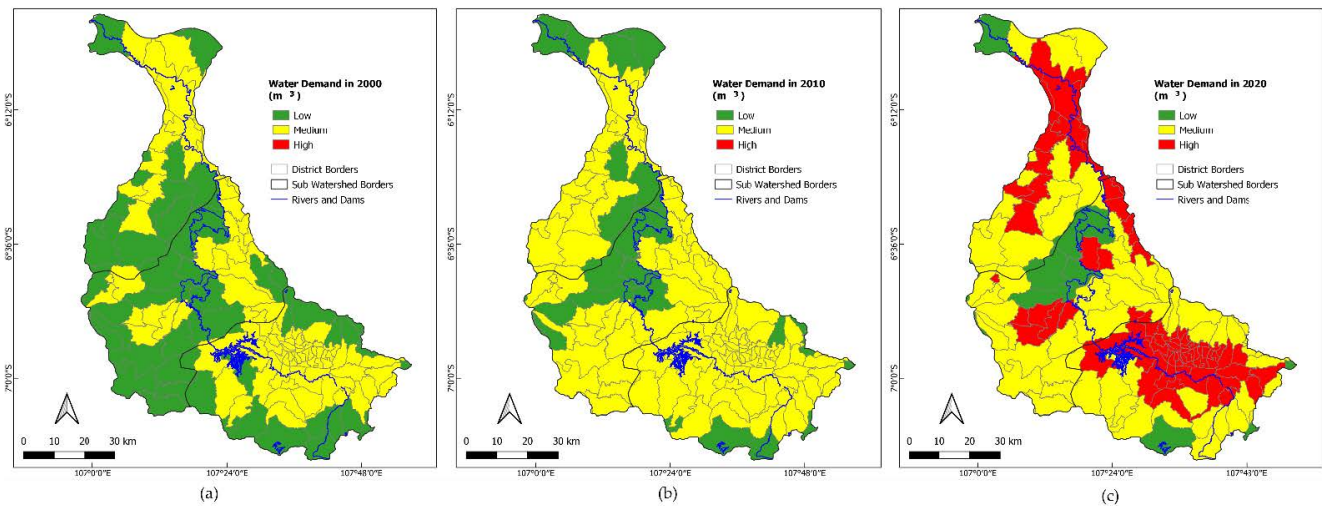 Water Demand in 2000
(m ³ )
Low
Medium
High
District Borders
Sub Watershed Borders
Rivers and Dams
6°12'0"S
6°36'0"S
7°0'0"S
0 10 20 30 km
107°0'0"E 107°24'0"E 107°48'0"E
(a)
Water Demand in 2010
(m ³ )
Low
Medium
High
District Borders
Sub Watershed Borders
Rivers and Dams
6°12'0"S
6°36'0"S
7°0'0"S
0 10 20 30 km
107°0'0"E 107°24'0"E 107°48'0"E
(b)
Water Demand in 2020
(m ³ )
Low
Medium
High
District Borders
Sub Watershed Borders
Rivers and Dams
6°12'0"S
6°36'0"S
7°0'0"S
0 10 20 30 km
107°0'0"E 107°24'0"E 107°43'0"E
(c)